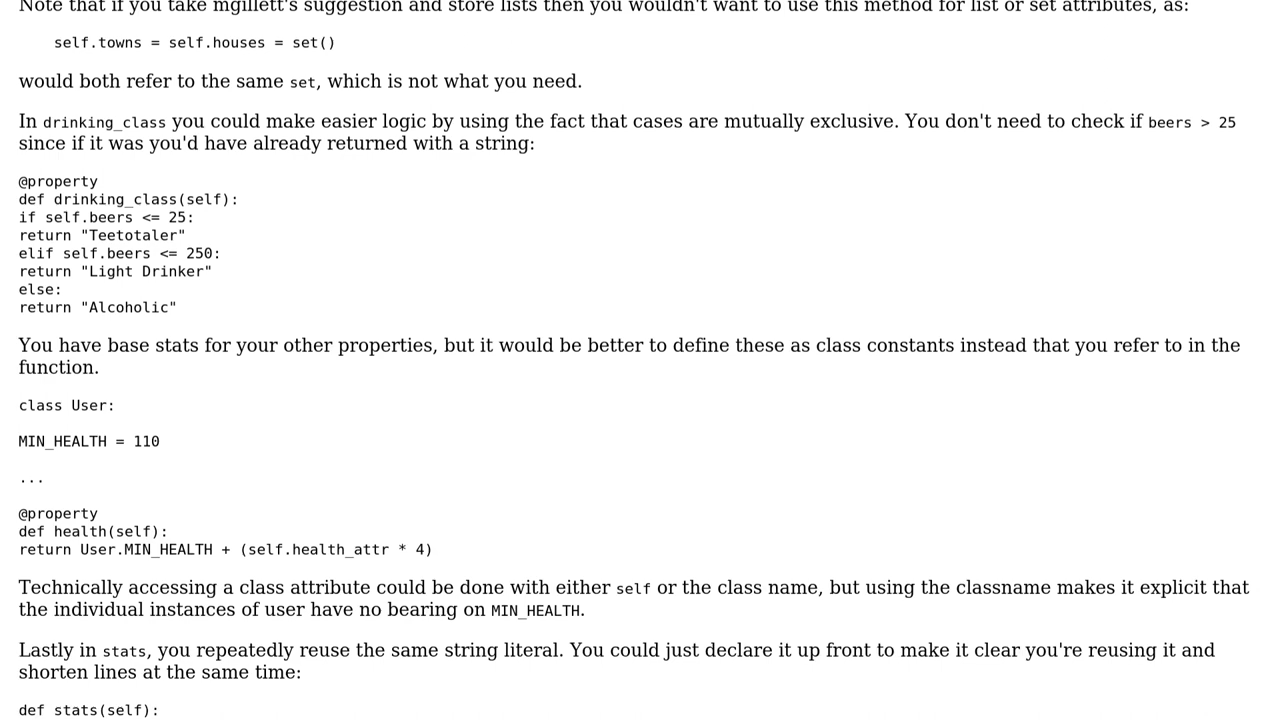 Note that if you take mgillett's suggestion and store lists then you wouldn't want to use this method for list or set attributes, as:
self.towns = self.houses = set()
would both refer to the same set, which is not what you need.
In drinking_class you could make easier logic by using the fact that cases are mutually exclusive. You don't need to check if beers > 25
since if it was you'd have already returned with a string:
@property
def drinking_class(self):
if self.beers <= 25:
return "Teetotaler"
elif self.beers <= 250:
return "Light Drinker"
else:
return "Alcoholic"
You have base stats for your other properties, but it would be better to define these as class constants instead that you refer to in the
function.
class User:
MIN_HEALTH = 110
...
@property
def health(self):
return User.MIN_HEALTH + (self.health_attr * 4)
Technically accessing a class attribute could be done with either self or the class name, but using the classname makes it explicit that
the individual instances of user have no bearing on MIN_HEALTH.
Lastly in stats, you repeatedly reuse the same string literal. You could just declare it up front to make it clear you're reusing it and
shorten lines at the same time:
def stats(self):